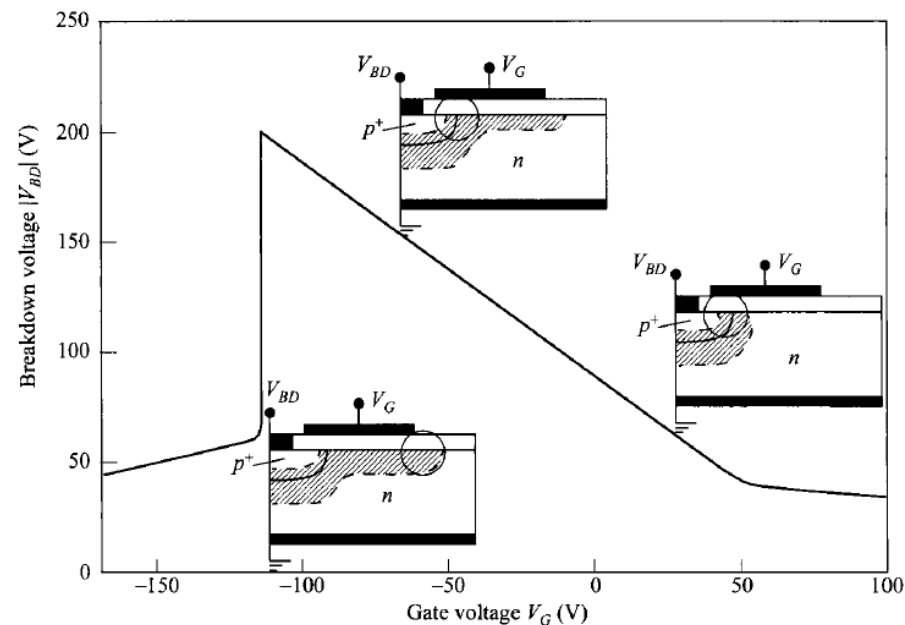 Breakdown voltage |V_BD| (V)
250
200
150
100
50
0
V_BD
V_G
p+
n
V_BD
V_G
p+
n
V_BD
V_G
p+
n
−150
−100
−50
0
50
100
Gate voltage V_G (V)